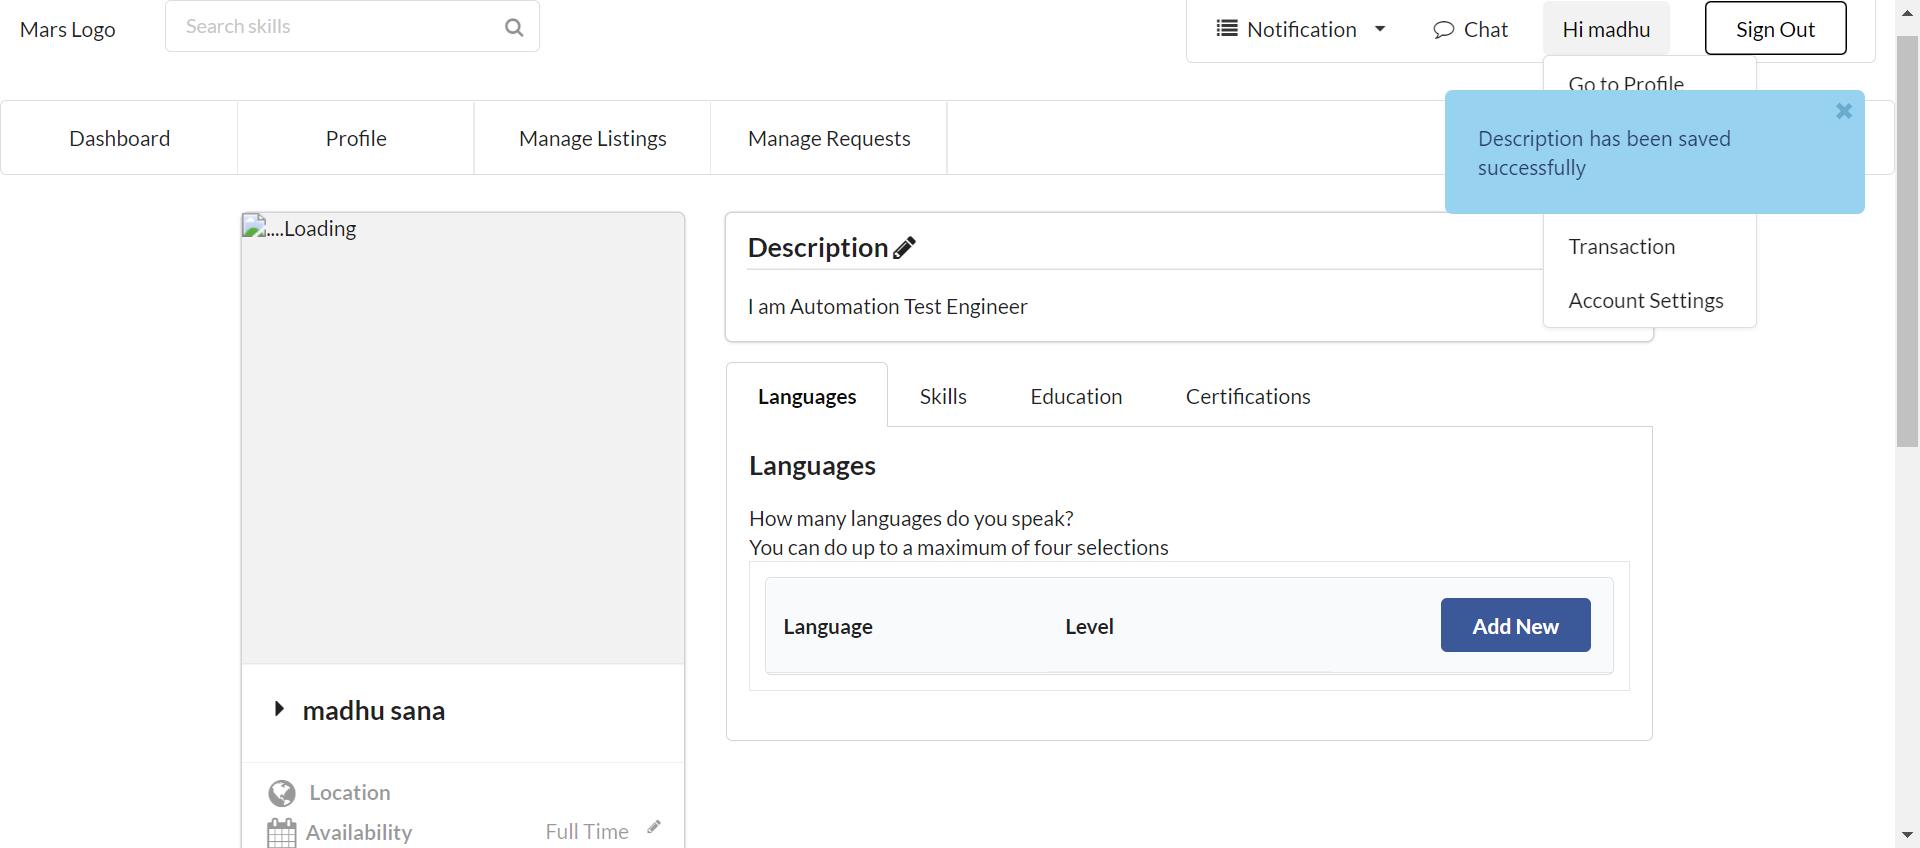 Mars Logo
Search skills
Notification
Chat
Hi madhu
Sign Out
Go to Profile
Dashboard
Profile
Manage Listings
Manage Requests
Description has been saved
successfully
Transaction
Account Settings
....Loading
Description
I am Automation Test Engineer
Languages
Skills
Education
Certifications
Languages
How many languages do you speak?
You can do up to a maximum of four selections
Language
Level
Add New
madhu sana
Location
Availability
Full Time